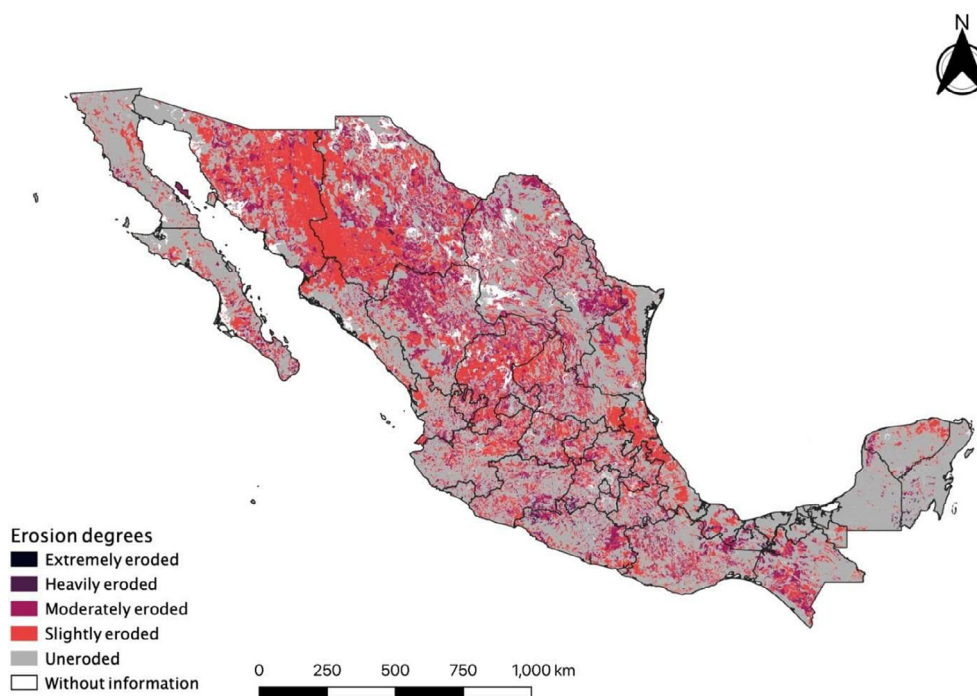 N
Erosion degrees
Extremely eroded
Heavily eroded
Moderately eroded
Slightly eroded
Uneroded
Without information
0 250 500 750 1,000 km